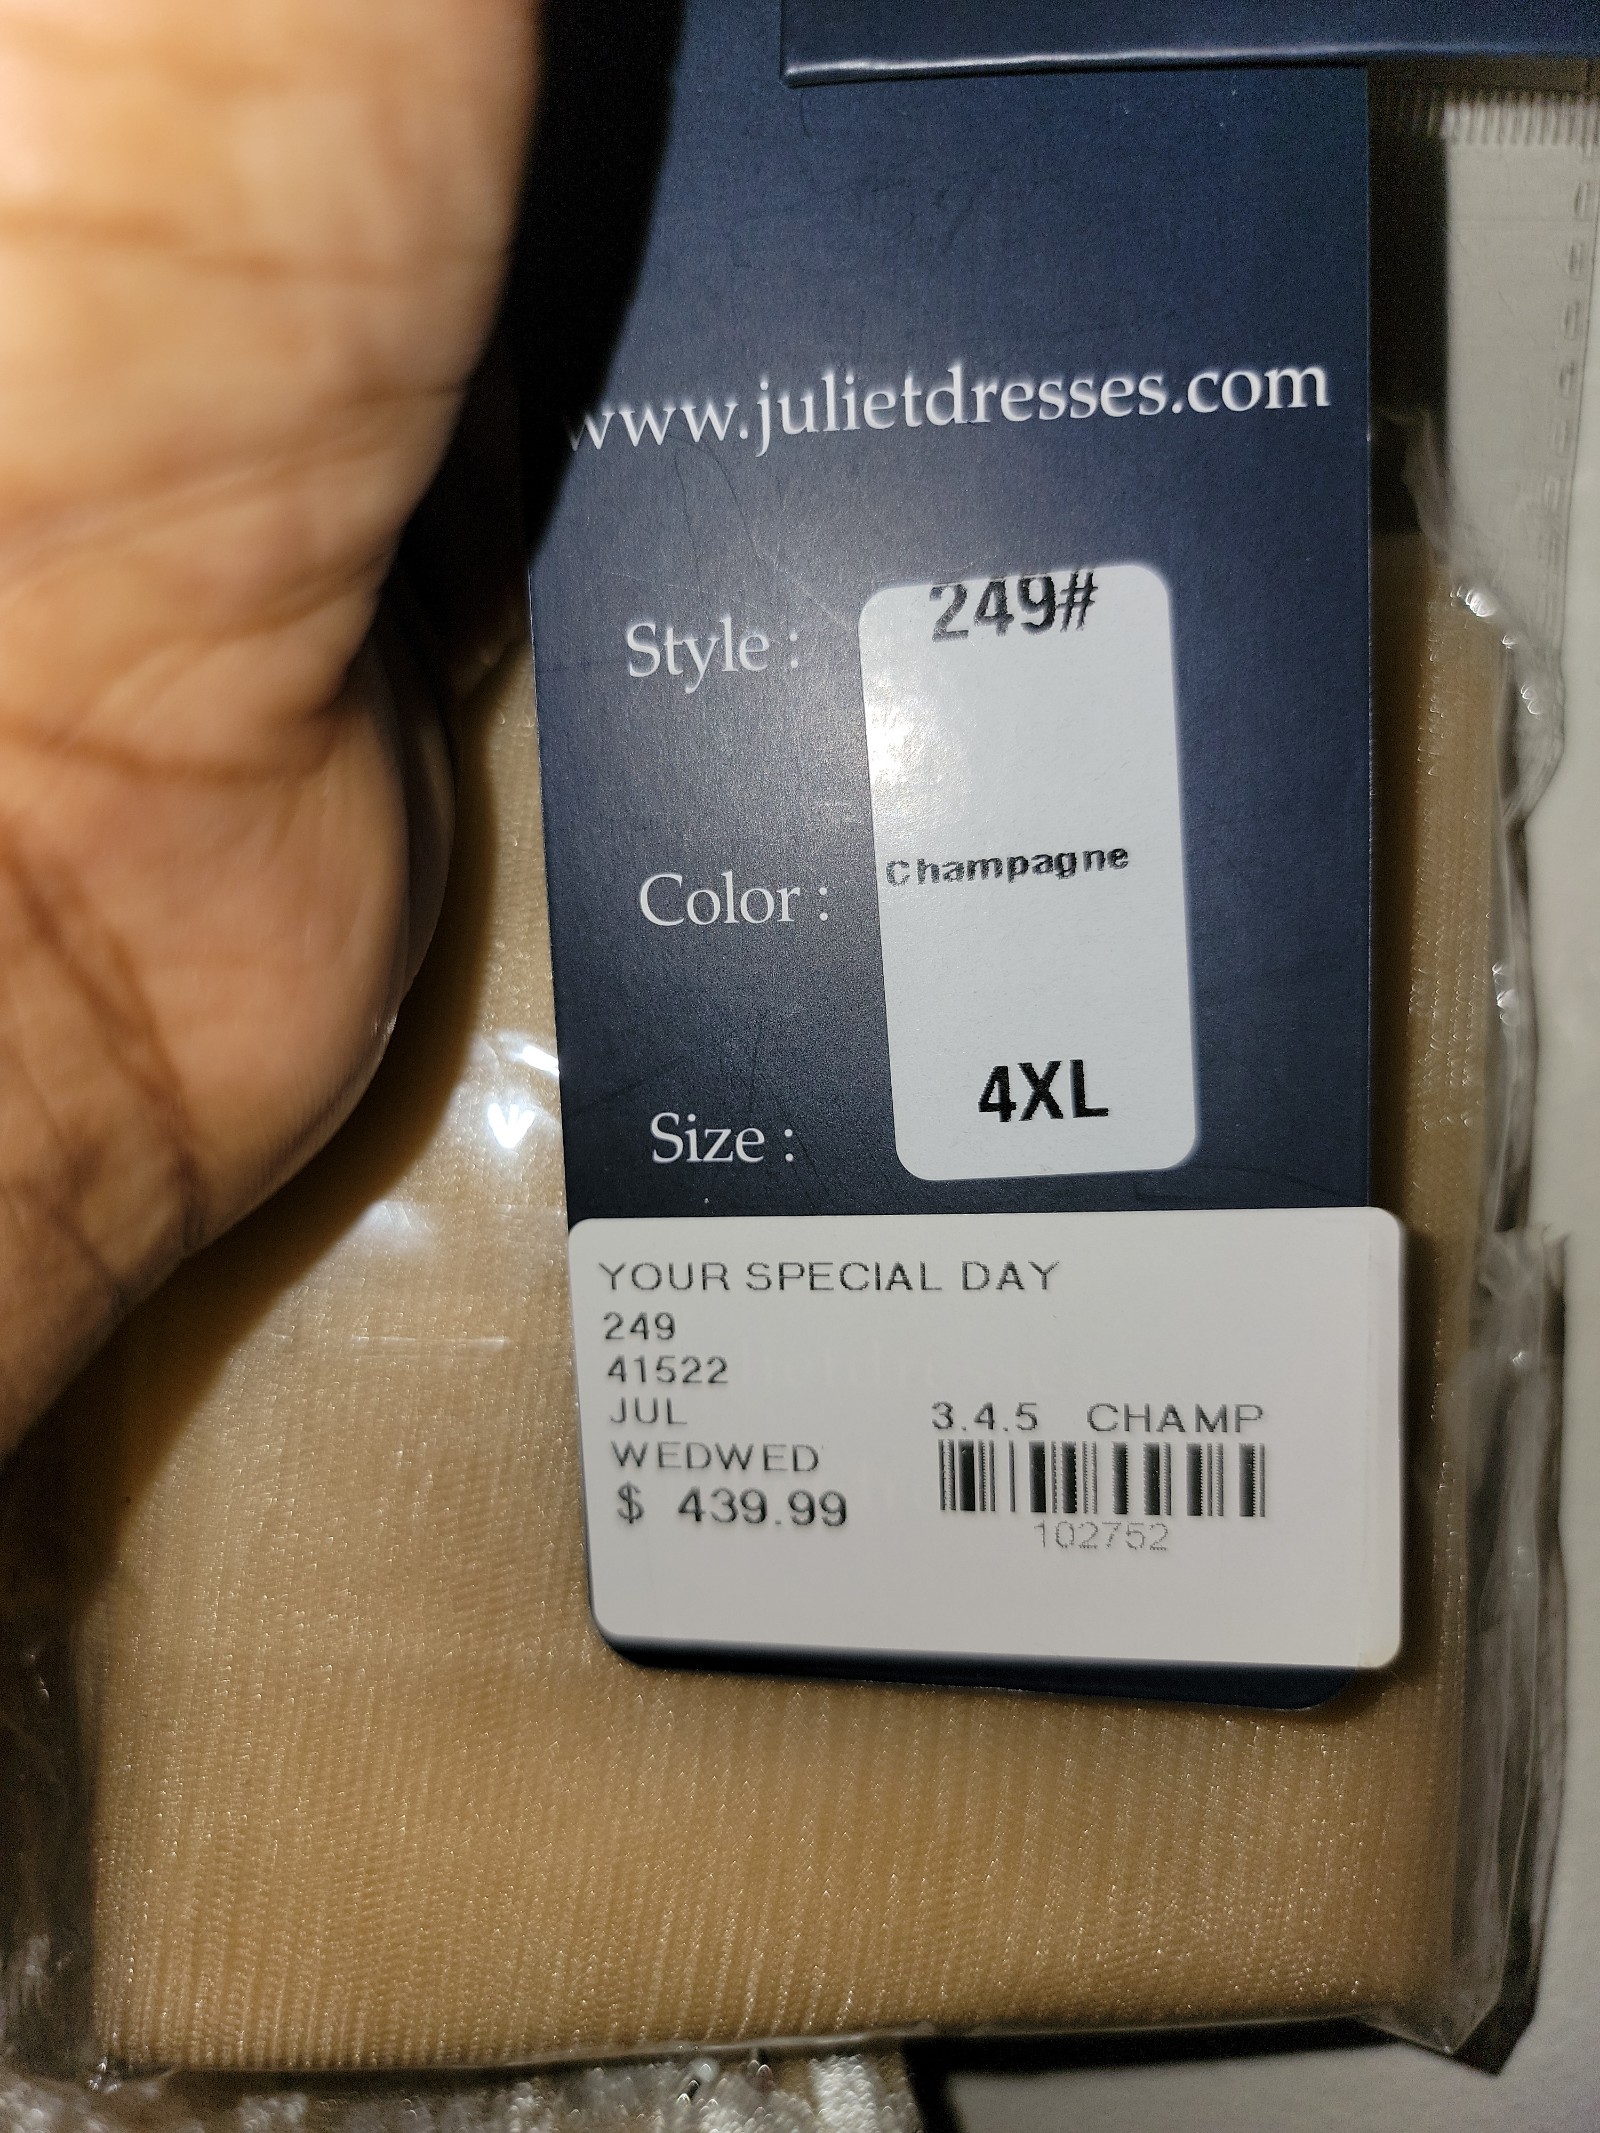 www.julietdresses.com
Style : 249#
Color : Champagne
Size : 4XL
YOUR SPECIAL DAY
249
41522
JUL 3.4.5 CHAMP
WEDWED
$ 439.99
102752